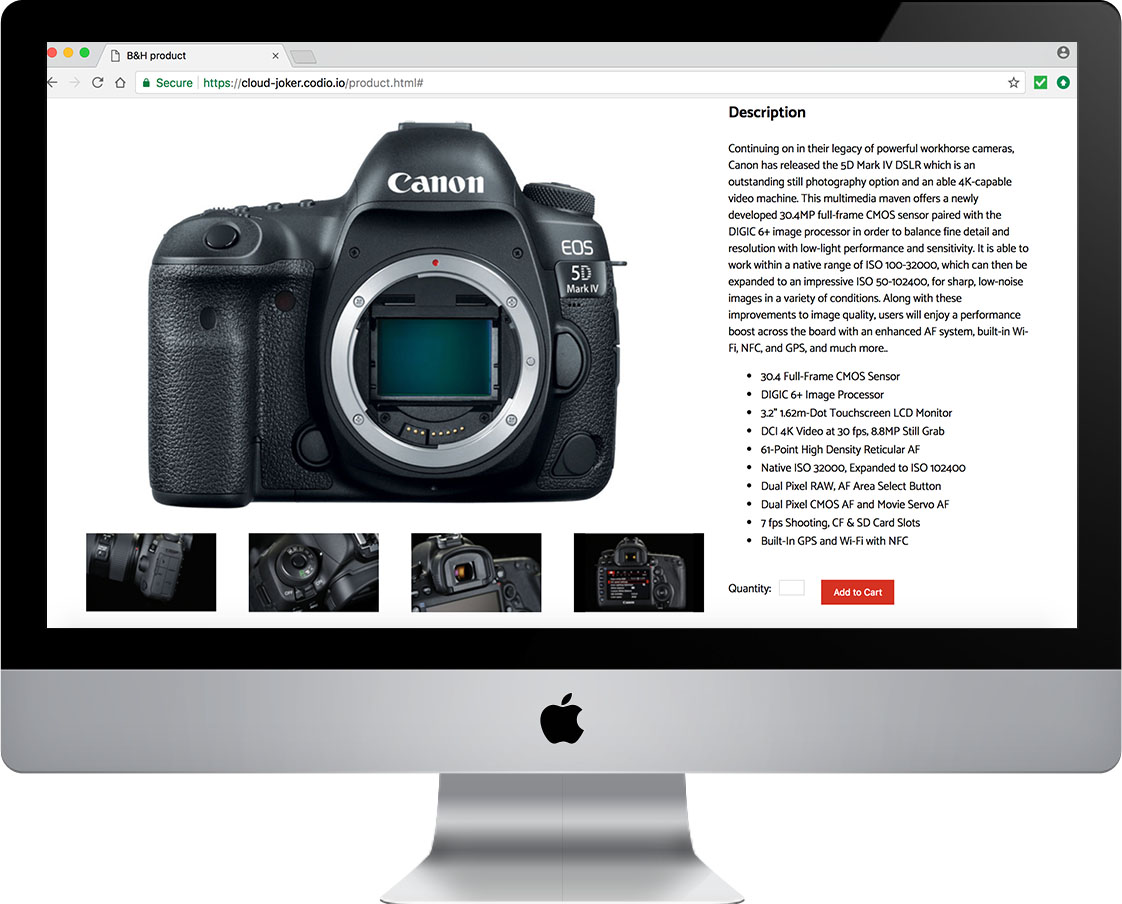 B&H product
Secure
https://cloud-joker.codio.io/product.html#
Canon
EOS
5D
Mark IV
Description
Continuing on in their legacy of powerful workhorse cameras,
Canon has released the 5D Mark IV DSLR which is an
outstanding still photography option and an able 4K-capable
video machine. This multimedia maven offers a newly
developed 30.4MP full-frame CMOS sensor paired with the
DIGIC 6+ image processor in order to balance fine detail and
resolution with low-light performance and sensitivity. It is able to
work within a native range of ISO 100-32000, which can then be
expanded to an impressive ISO 50-102400, for sharp, low-noise
images in a variety of conditions. Along with these
improvements to image quality, users will enjoy a performance
boost across the board with an enhanced AF system, built-in Wi-
Fi, NFC, and GPS, and much more..
• 30.4 Full-Frame CMOS Sensor
• DIGIC 6+ Image Processor
• 3.2" 1.62m-Dot Touchscreen LCD Monitor
• DCI 4K Video at 30 fps, 8.8MP Still Grab
• 61-Point High Density Reticular AF
• Native ISO 32000, Expanded to ISO 102400
• Dual Pixel RAW, AF Area Select Button
• Dual Pixel CMOS AF and Movie Servo AF
• 7 fps Shooting, CF & SD Card Slots
• Built-In GPS and Wi-Fi with NFC
OFF
Canon
Quantity:
Add to Cart